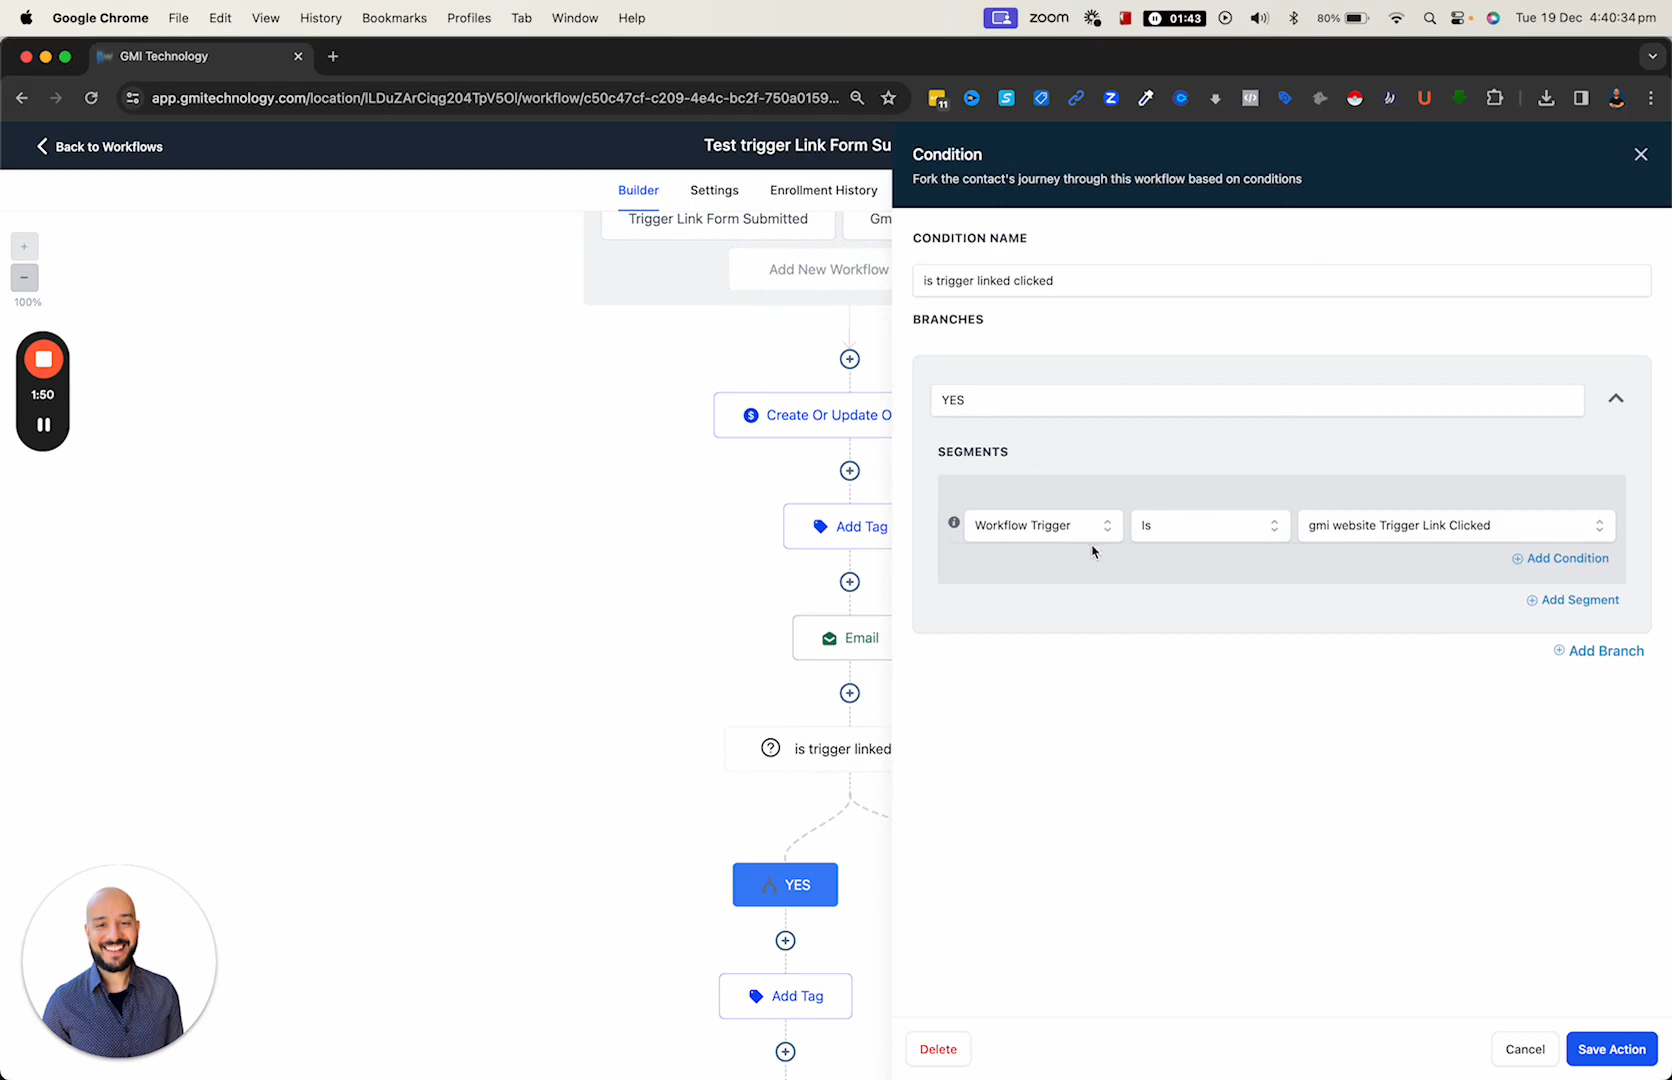 Google Chrome File Edit View History Bookmarks Profiles Tab Window Help
zoom 01:43 80% Tue 19 Dec 4:40:34 pm
GMI Technology
app.gmitechnology.com/location/lLDuZArCiqg204TpV5Ol/workflow/c50c47cf-c209-4e4c-bc2f-750a0159...
11
Back to Workflows
Test trigger Link Form Su
Builder Settings Enrollment History
Trigger Link Form Submitted Gm
Add New Workflow
100%
1:50
Create Or Update O
Add Tag
Email
is trigger linked
YES
Add Tag
Condition
Fork the contact's journey through this workflow based on conditions
CONDITION NAME
is trigger linked clicked
BRANCHES
YES
SEGMENTS
Workflow Trigger Is gmi website Trigger Link Clicked
Add Condition
Add Segment
Add Branch
Delete Cancel Save Action